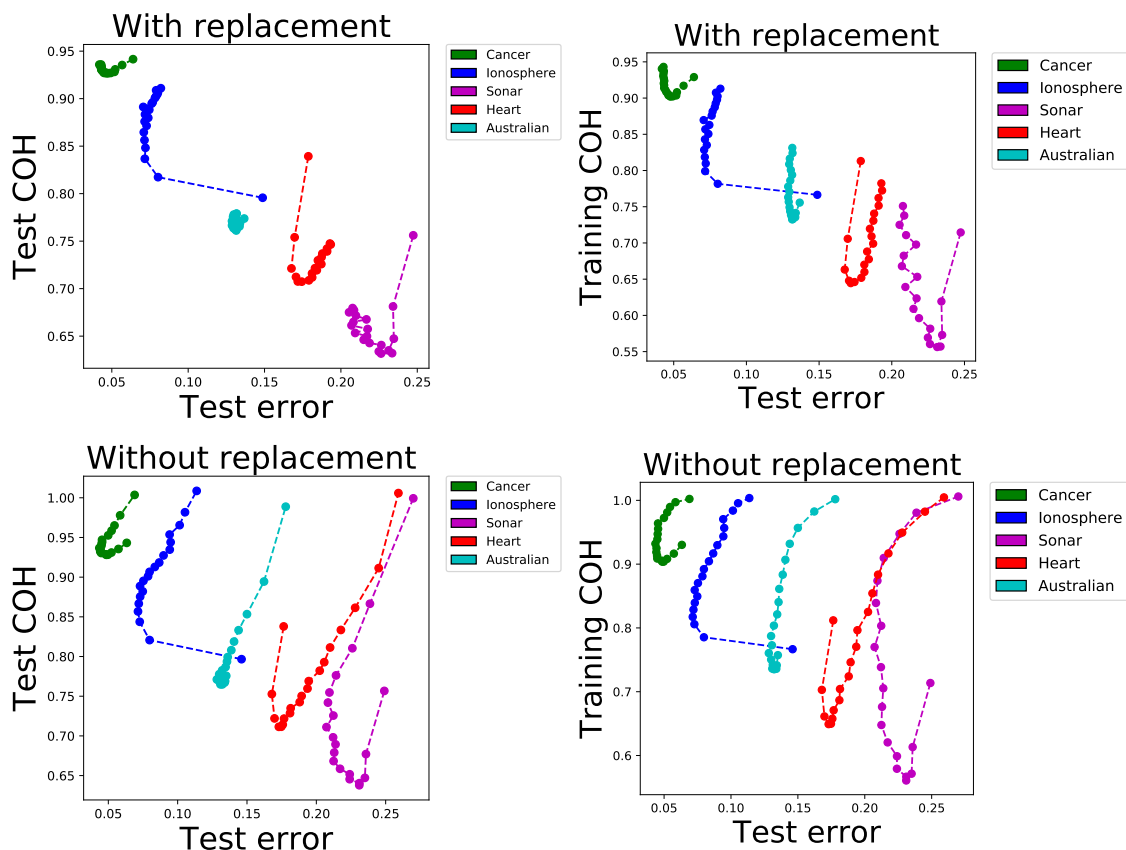 With replacement
Test COH
0.95
0.90
0.85
0.80
0.75
0.70
0.65
0.05
0.10
0.15
0.20
0.25
Test error
Cancer
Ionosphere
Sonar
Heart
Australian
With replacement
Training COH
0.95
0.90
0.85
0.80
0.75
0.70
0.65
0.60
0.55
0.05
0.10
0.15
0.20
0.25
Test error
Cancer
Ionosphere
Sonar
Heart
Australian
Without replacement
Test COH
1.00
0.95
0.90
0.85
0.80
0.75
0.70
0.65
0.05
0.10
0.15
0.20
0.25
Test error
Cancer
Ionosphere
Sonar
Heart
Australian
Without replacement
Training COH
1.0
0.9
0.8
0.7
0.6
0.05
0.10
0.15
0.20
0.25
Test error
Cancer
Ionosphere
Sonar
Heart
Australian